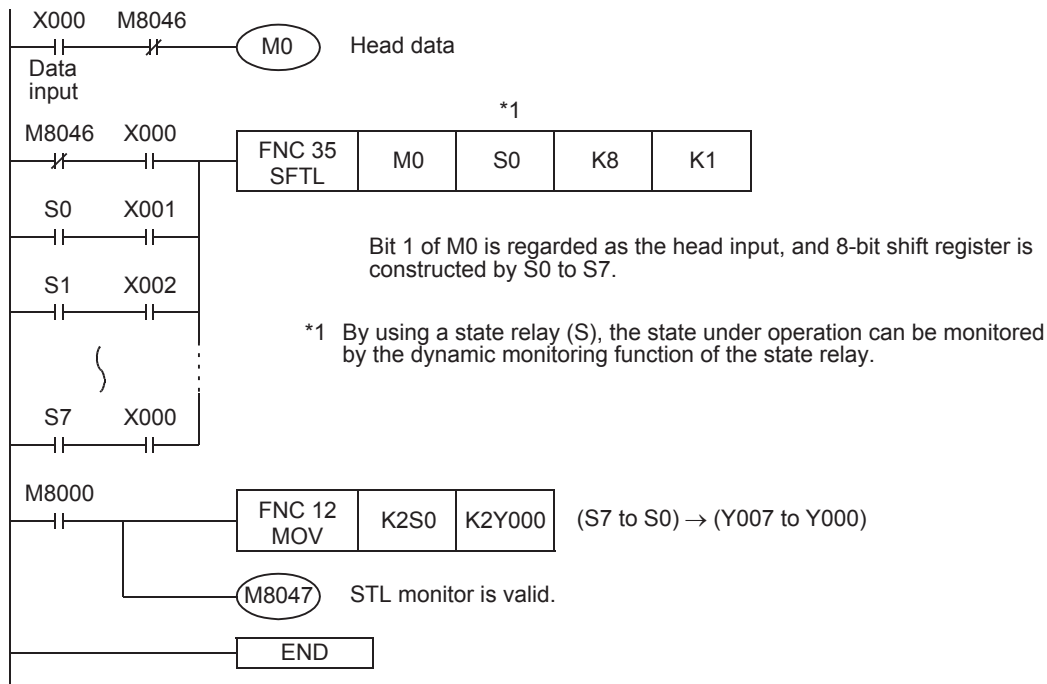 X000 M8046
M0 Head data
Data
input
*1
M8046 X000
FNC 35
SFTL M0 S0 K8 K1
S0 X001
Bit 1 of M0 is regarded as the head input, and 8-bit shift register is
constructed by S0 to S7.
S1 X002
*1 By using a state relay (S), the state under operation can be monitored
by the dynamic monitoring function of the state relay.
S7 X000
M8000
FNC 12
MOV K2S0 K2Y000 (S7 to S0) → (Y007 to Y000)
M8047 STL monitor is valid.
END